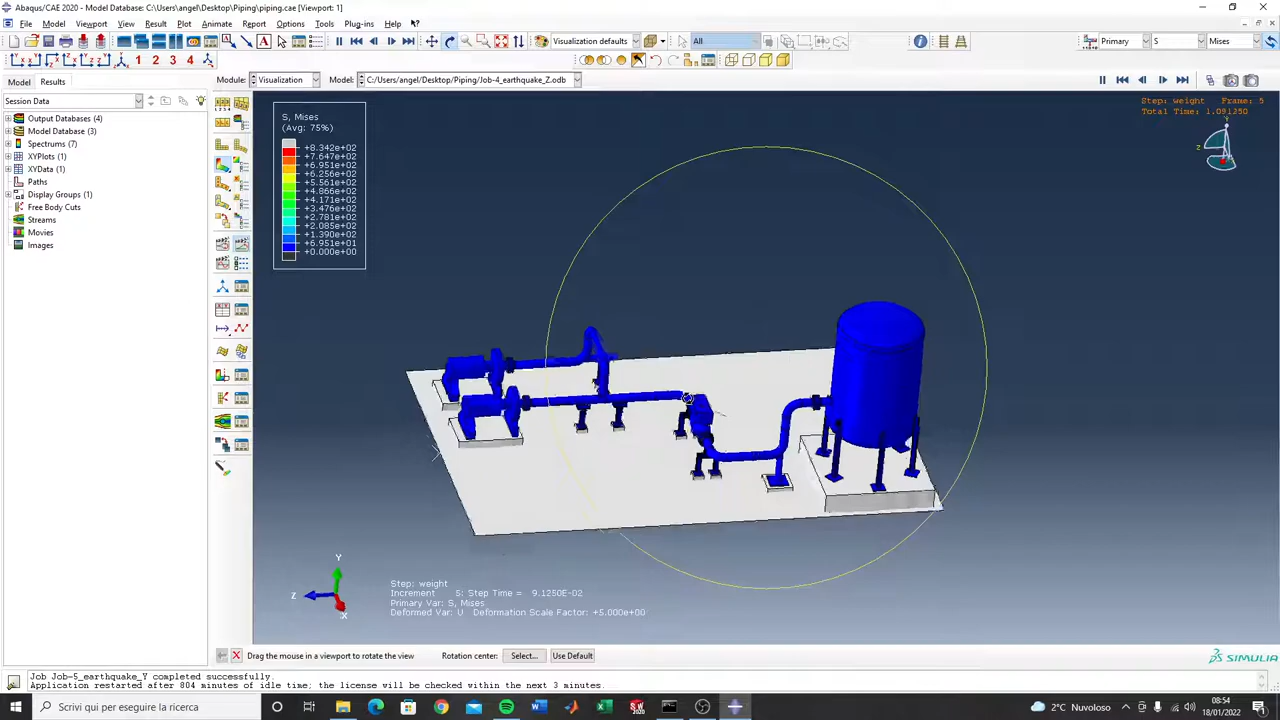 Abaqus/CAE 2020 - Model Database: C:\Users\angel\Desktop\Piping\piping.cae [Viewport: 1]
File Model Viewport View Result Plot Animate Report Options Tools Plug-ins Help
All Visualization defaults Primary S Mises
1 2 3 4
Model Results Module: Visualization Model: C:/Users/angel/Desktop/Piping/Job-4_earthquake_Z.odb
Session Data
Output Databases (4)
Model Database (3)
Spectrums (7)
XYPlots (1)
XYData (1)
Paths
Display Groups (1)
Free Body Cuts
Streams
Movies
Images
S, Mises
(Avg: 75%)
+8.342e+02
+7.647e+02
+6.951e+02
+6.256e+02
+5.561e+02
+4.866e+02
+4.171e+02
+3.476e+02
+2.781e+02
+2.085e+02
+1.390e+02
+6.951e+01
+0.000e+00
Step: weight Frame: 5
Total Time: 1.091250
Y
Z
Y
Z
X
Step: weight
Increment 5: Step Time = 9.1250E-02
Primary Var: S, Mises
Deformed Var: U Deformation Scale Factor: +5.000e+00
Drag the mouse in a viewport to rotate the view Rotation center: Select... Use Default
SIMULIA
Job Job-5_earthquake_Y completed successfully.
Application restarted after 804 minutes of idle time; the license will be checked within the next 3 minutes.
Scrivi qui per eseguire la ricerca
2°C Nuvoloso
08:54
18/01/2022